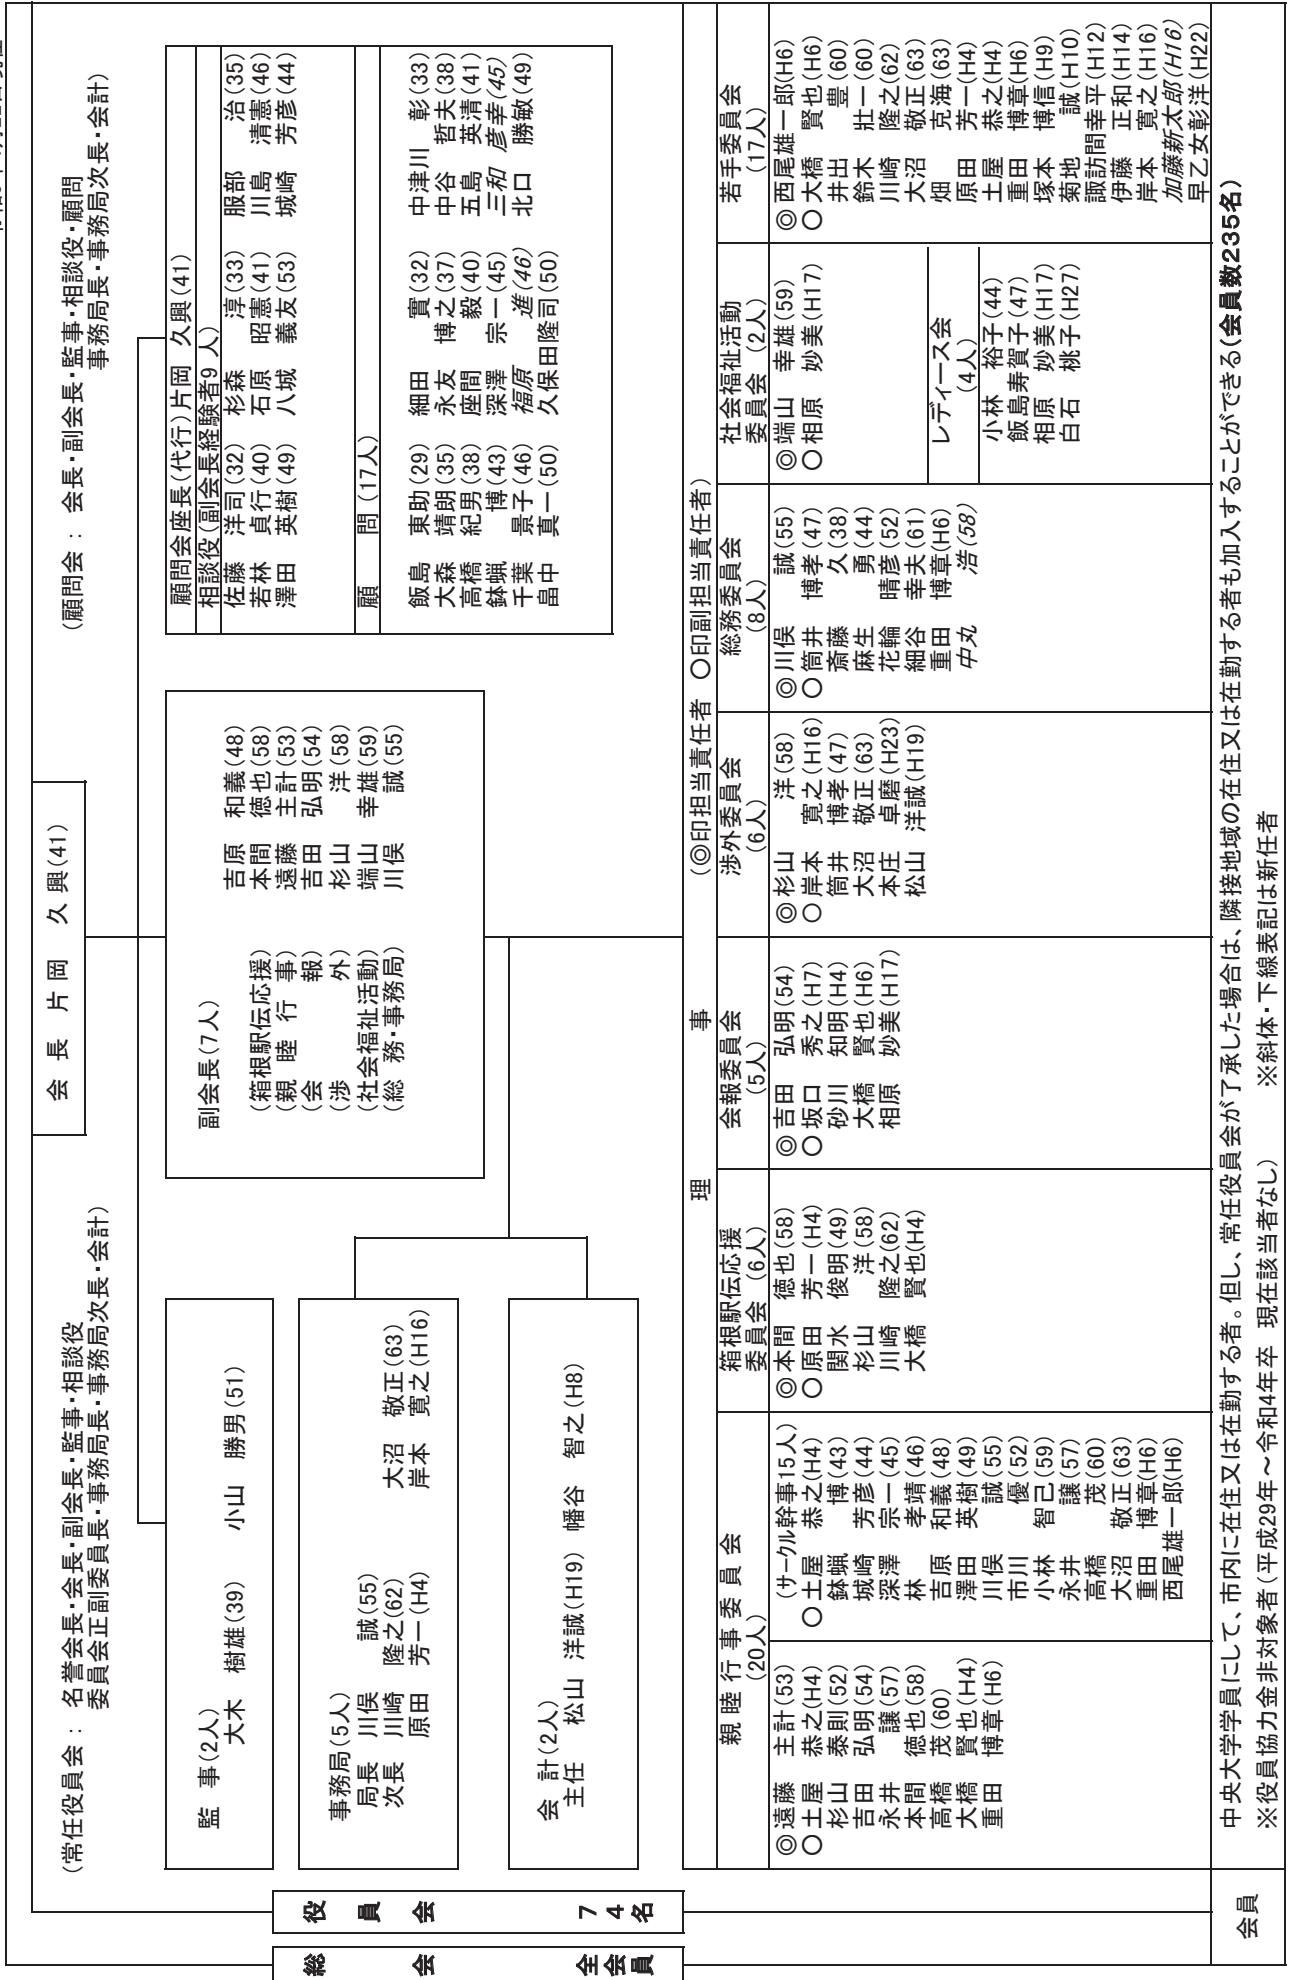 会長 片岡 久興(41)
(常任役員会： 名誉会長・会長・副会長・監事・相談役
委員会正副委員長・事務局長・事務局次長・会計)
(顧問会： 会長・副会長・監事・相談役・顧問
事務局長・事務局次長・会計)
監 事(2人)
大木 樹雄(39) 小山 勝男(51)
事務局(5人)
局長 川俣 誠(55)
次長 川崎 隆之(62) 大沼 敬正(63)
原田 芳一(H4) 岸本 寛之(H16)
会 計(2人)
主任 松山 洋誠(H19) 幡谷 智之(H8)
副会長(7人)
吉原 和義(48)
(箱根駅伝応援) 本間 徳也(58)
(親 睦 行 事) 遠藤 主計(53)
(会 報) 吉田 弘明(54)
(渉 外) 杉山 洋(58)
(社会福祉活動) 端山 幸雄(59)
(総 務・事務局) 川俣 誠(55)
顧問会座長(代行)片岡 久興(41)
相談役(副会長経験者9 人)
佐藤 洋司(32) 杉森 淳(33) 服部 治(35)
若林 貞行(40) 石原 昭憲(41) 川島 清憲(46)
澤田 英樹(49) 八城 義友(53) 城崎 芳彦(44)
顧 問(17人)
飯島 東助(29) 細田 實(32) 中津川 彰(33)
大森 靖朗(35) 永友 博之(37) 中谷 哲夫(38)
高橋 紀男(38) 座間 毅(40) 五島 英清(41)
鉢蝋 博(43) 深澤 宗一(45) 三和 彦幸(45)
千葉 景子(46) 福原 進(46) 北口 勝敏(49)
畠中 真一(50) 久保田隆司(50)
役 員 会 74名
総 会 全会員
理 事 (◎印担当責任者 〇印副担当責任者)
親 睦 行 事 委 員 会
(20人)
◎遠藤 主計(53)
〇土屋 恭之(H4)
杉山 泰則(52)
吉田 弘明(54)
永井 譲(57)
本間 徳也(58)
高橋 茂(60)
大橋 賢也(H4)
重田 博章(H6)
(サークル幹事15人)
〇土屋 恭之(H4)
鉢蝋 博(43)
城崎 芳彦(44)
深澤 宗一(45)
林 孝靖(46)
吉原 和義(48)
澤田 英樹(49)
川俣 誠(55)
市川 優(52)
小林 智己(59)
永井 譲(57)
高橋 茂(60)
大沼 敬正(63)
重田 博章(H6)
西尾雄一郎(H6)
箱根駅伝応援
委員会 (6人)
◎本間 徳也(58)
〇原田 芳一(H4)
関水 俊明(49)
杉山 洋(58)
川崎 隆之(62)
大橋 賢也(H4)
会報委員会
(5人)
◎吉田 弘明(54)
〇坂口 秀之(H7)
砂川 知明(H4)
大橋 賢也(H6)
相原 妙美(H17)
渉外委員会
(6人)
◎杉山 洋(58)
〇岸本 寛之(H16)
筒井 博孝(47)
大沼 敬正(63)
本庄 卓磨(H23)
松山 洋誠(H19)
総務委員会
(8人)
◎川俣 誠(55)
〇筒井 博孝(47)
斎藤 久(38)
麻生 勇(44)
花輪 晴彦(52)
細谷 幸夫(61)
重田 博章(H6)
中丸 浩(58)
社会福祉活動
委員会 (2人)
◎端山 幸雄(59)
〇相原 妙美(H17)
レディース会
(4人)
小林 裕子(44)
飯島寿賀子(47)
相原 妙美(H17)
白石 桃子(H27)
若手委員会
(17人)
◎西尾雄一郎(H6)
〇大橋 賢也(H6)
井出 豊(60)
鈴木 壯一(60)
川崎 隆之(62)
大沼 敬正(63)
畑 克海(63)
原田 芳一(H4)
土屋 恭之(H4)
重田 博章(H6)
塚本 博信(H9)
菊地 誠(H10)
諏訪間幸平(H12)
伊藤 正和(H14)
岸本 寛之(H16)
加藤新太郎(H16)
早乙女彰洋(H22)
会員
中央大学学員にして、市内に在住又は在勤する者。但し、常任役員会が了承した場合は、隣接地域の在住又は在勤する者も加入することができる(会員数235名)
※役員協力金非対象者(平成29年～令和4年卒 現在該当者なし) ※斜体・下線表記は新任者